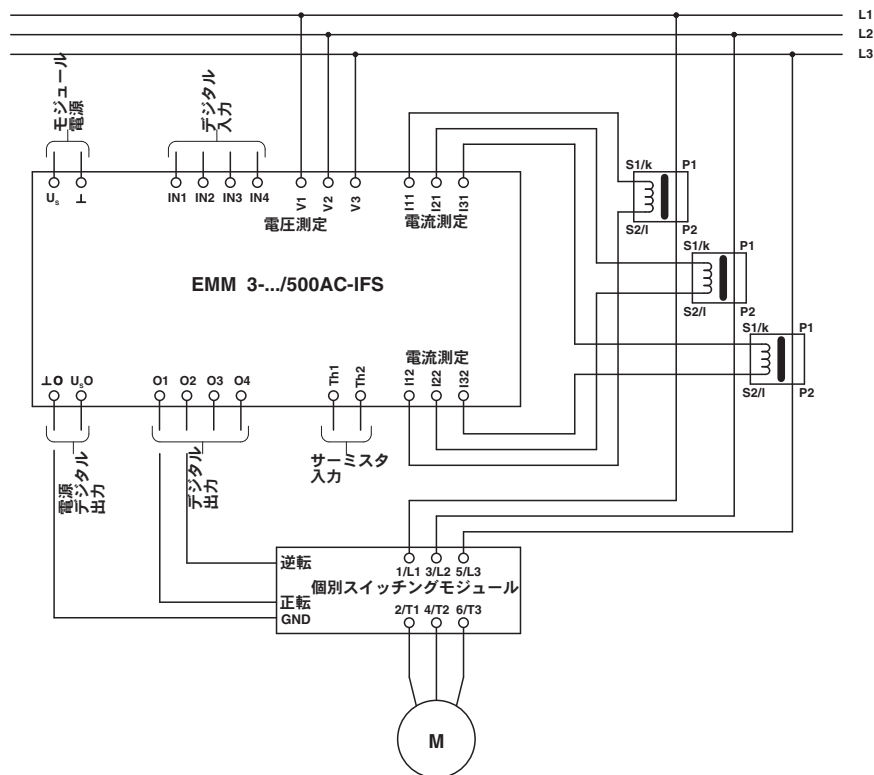 L1
L2
L3
モジュール
電源
デジタル
入力
S1/k P1
S2/l P2
S1/k P1
S2/l P2
S1/k P1
S2/l P2
Us ⊥ IN1 IN2 IN3 IN4 V1 V2 V3 I11 I21 I31
電圧測定 電流測定
EMM 3-.../500AC-IFS
電流測定
⊥O UsO O1 O2 O3 O4 Th1 Th2 I12 I22 I32
電源
デジタル
出力
デジタル
出力
サーミスタ
入力
逆転
1/L1 3/L2 5/L3
個別スイッチングモジュール
正転
2/T1 4/T2 6/T3
GND
M